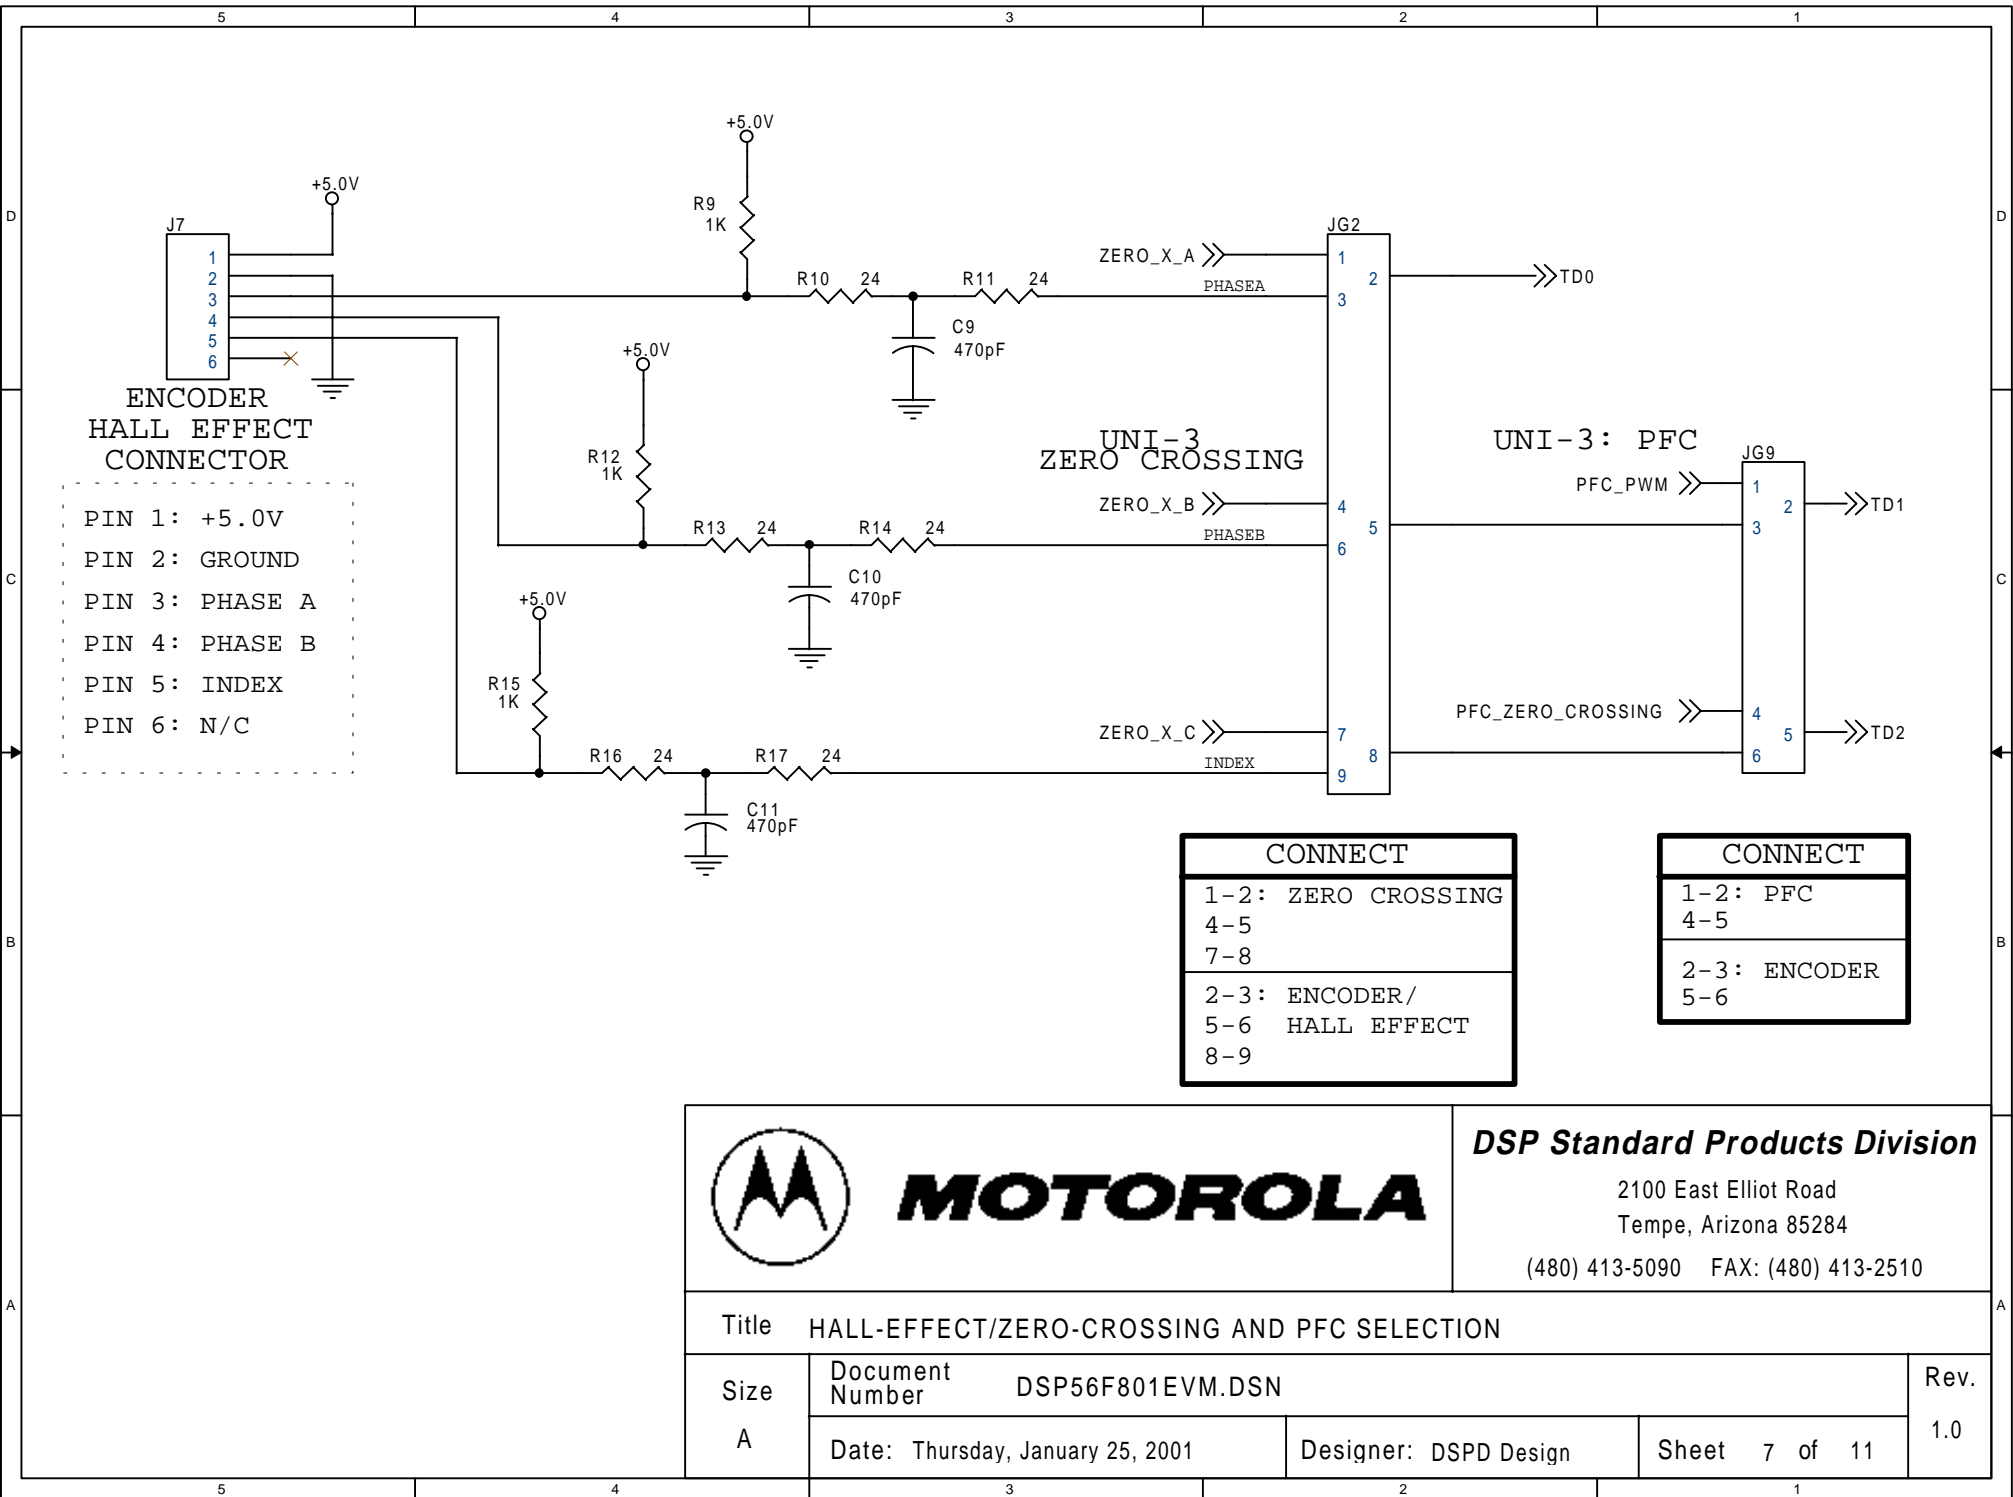 5 4 3 2 1
D D
C C
B B
A A
+5.0V
J7
1
2
3
4
5
6
ENCODER
HALL EFFECT
CONNECTOR
PIN 1: +5.0V
PIN 2: GROUND
PIN 3: PHASE A
PIN 4: PHASE B
PIN 5: INDEX
PIN 6: N/C
+5.0V
R9
1K
R10 24
R11 24
C9
470pF
+5.0V
R12
1K
R13 24
R14 24
C10
470pF
+5.0V
R15
1K
R16 24
R17 24
C11
470pF
UNI-3
ZERO CROSSING
JG2
ZERO_X_A
PHASEA
1
2
3
TD0
ZERO_X_B
PHASEB
4
5
6
ZERO_X_C
INDEX
7
8
9
UNI-3: PFC
JG9
PFC_PWM
1
2
3
TD1
PFC_ZERO_CROSSING
4
5
6
TD2
CONNECT
1-2: ZERO CROSSING
4-5
7-8
2-3: ENCODER/
5-6 HALL EFFECT
8-9
CONNECT
1-2: PFC
4-5
2-3: ENCODER
5-6
MOTOROLA
DSP Standard Products Division
2100 East Elliot Road
Tempe, Arizona 85284
(480) 413-5090 FAX: (480) 413-2510
Title HALL-EFFECT/ZERO-CROSSING AND PFC SELECTION
Size
A
Document
Number DSP56F801EVM.DSN
Rev.
1.0
Date: Thursday, January 25, 2001
Designer: DSPD Design
Sheet 7 of 11
5 4 3 2 1